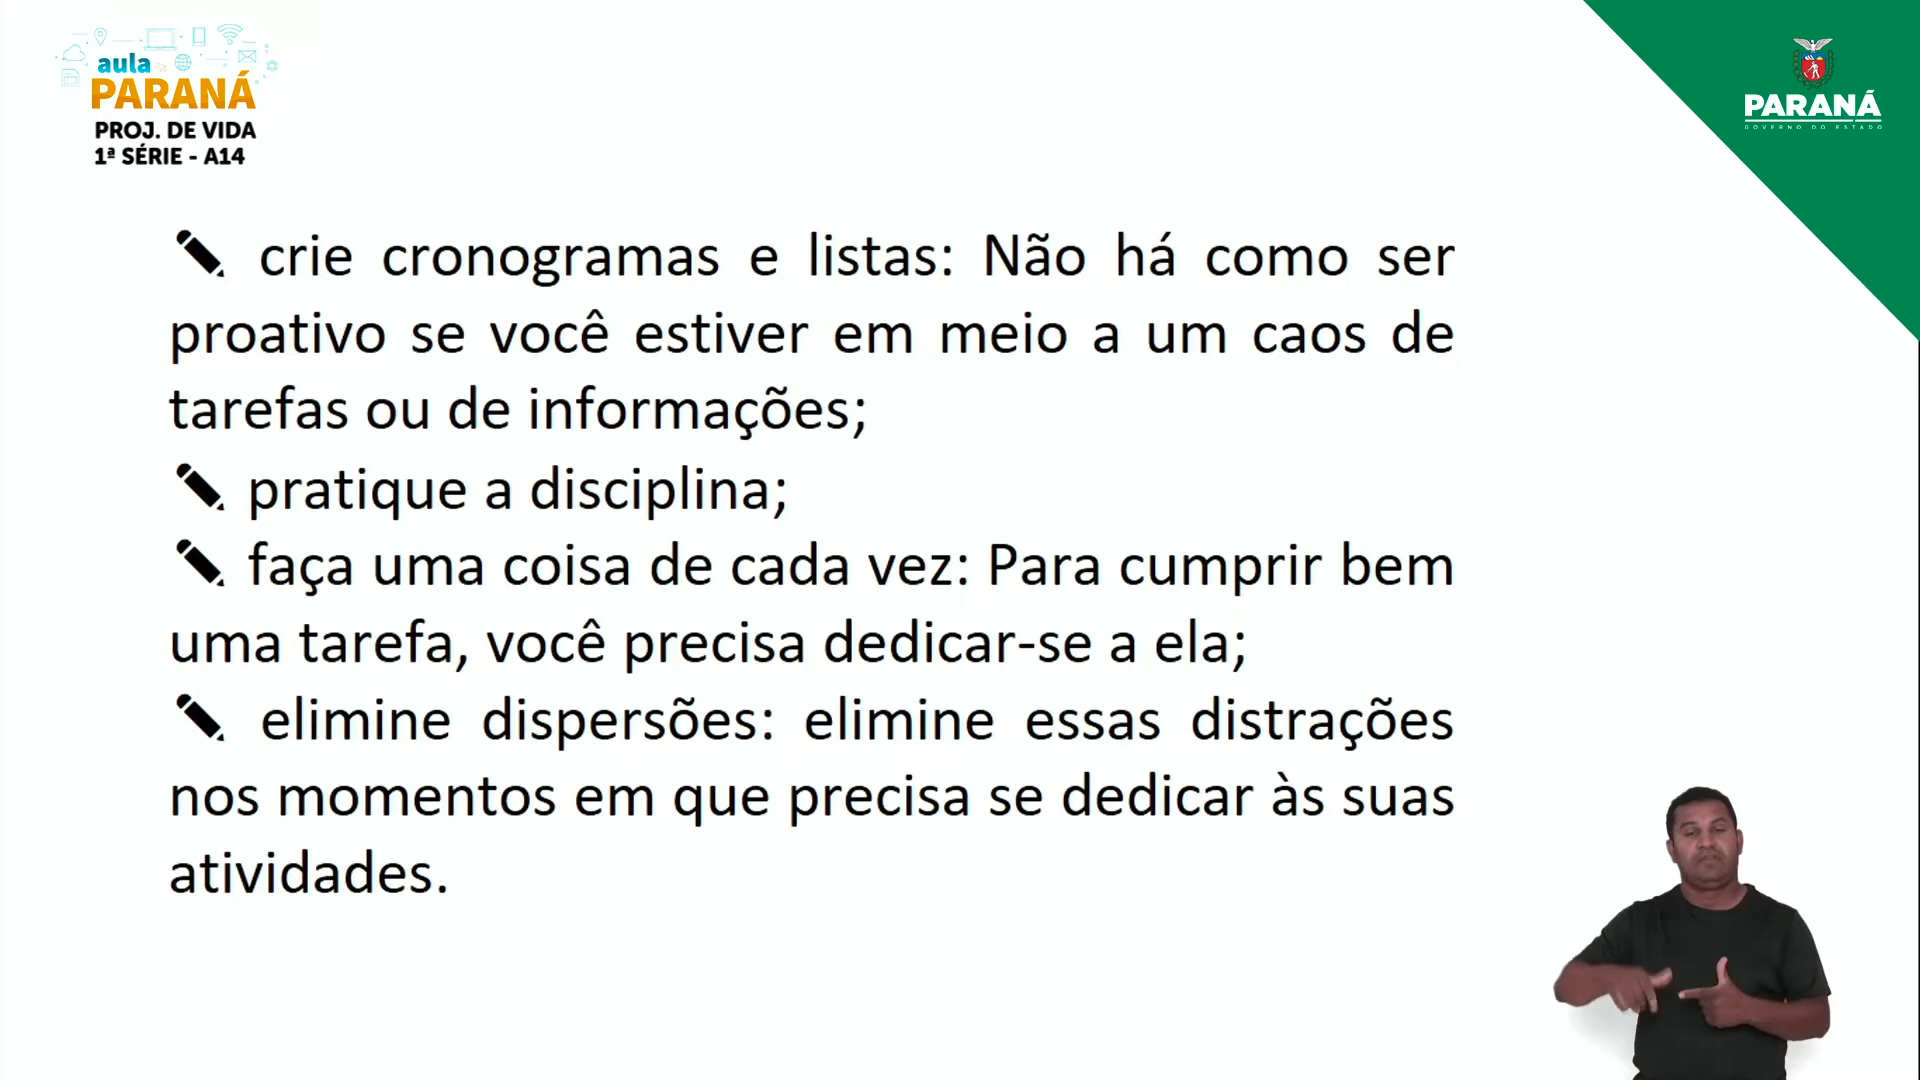 aula
PARANÁ
PROJ. DE VIDA
1ª SÉRIE - A14
PARANÁ
GOVERNO DO ESTADO
crie cronogramas e listas: Não há como ser
proativo se você estiver em meio a um caos de
tarefas ou de informações;
pratique a disciplina;
faça uma coisa de cada vez: Para cumprir bem
uma tarefa, você precisa dedicar-se a ela;
elimine dispersões: elimine essas distrações
nos momentos em que precisa se dedicar às suas
atividades.